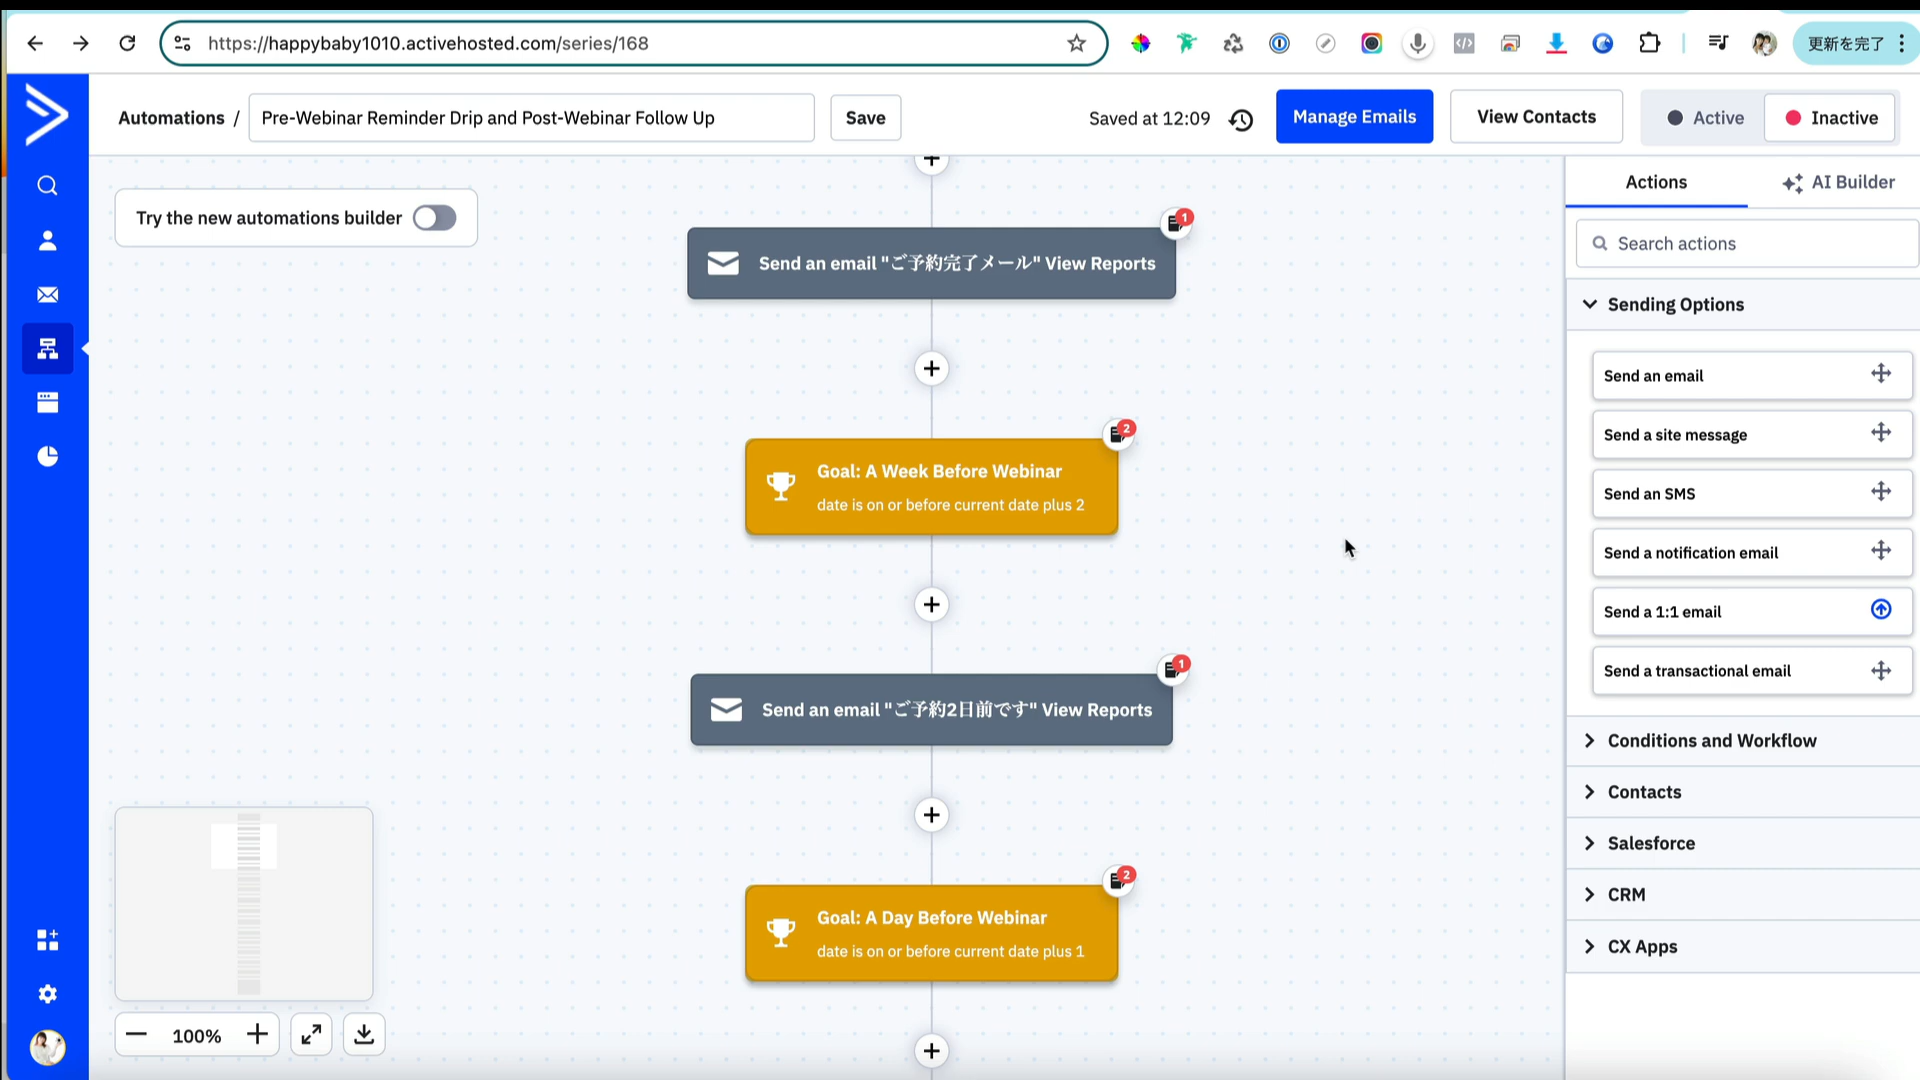 https://happybaby1010.activehosted.com/series/168
更新を完了
Automations / Pre-Webinar Reminder Drip and Post-Webinar Follow Up
Save
Saved at 12:09
Manage Emails
View Contacts
Active
Inactive
Try the new automations builder
1
Send an email "ご予約完了メール" View Reports
2
Goal: A Week Before Webinar
date is on or before current date plus 2
1
Send an email "ご予約2日前です" View Reports
2
Goal: A Day Before Webinar
date is on or before current date plus 1
100%
Actions
AI Builder
Search actions
Sending Options
Send an email
Send a site message
Send an SMS
Send a notification email
Send a 1:1 email
Send a transactional email
Conditions and Workflow
Contacts
Salesforce
CRM
CX Apps